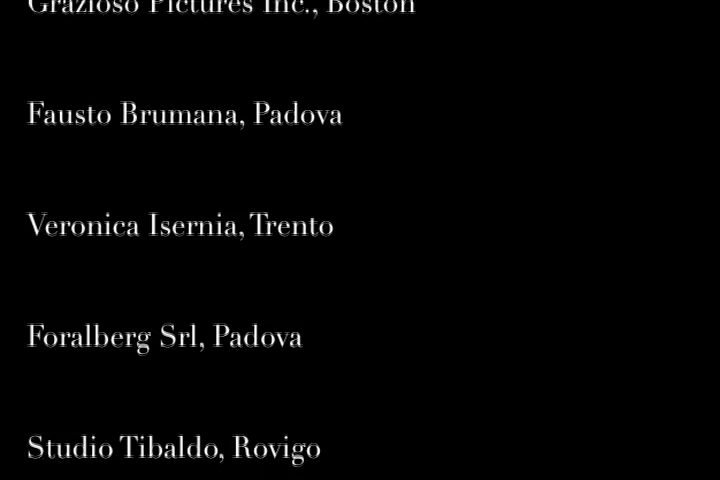 Grazioso Pictures Inc., Boston
Fausto Brumana, Padova
Veronica Isernia, Trento
Foralberg Srl, Padova
Studio Tibaldo, Rovigo